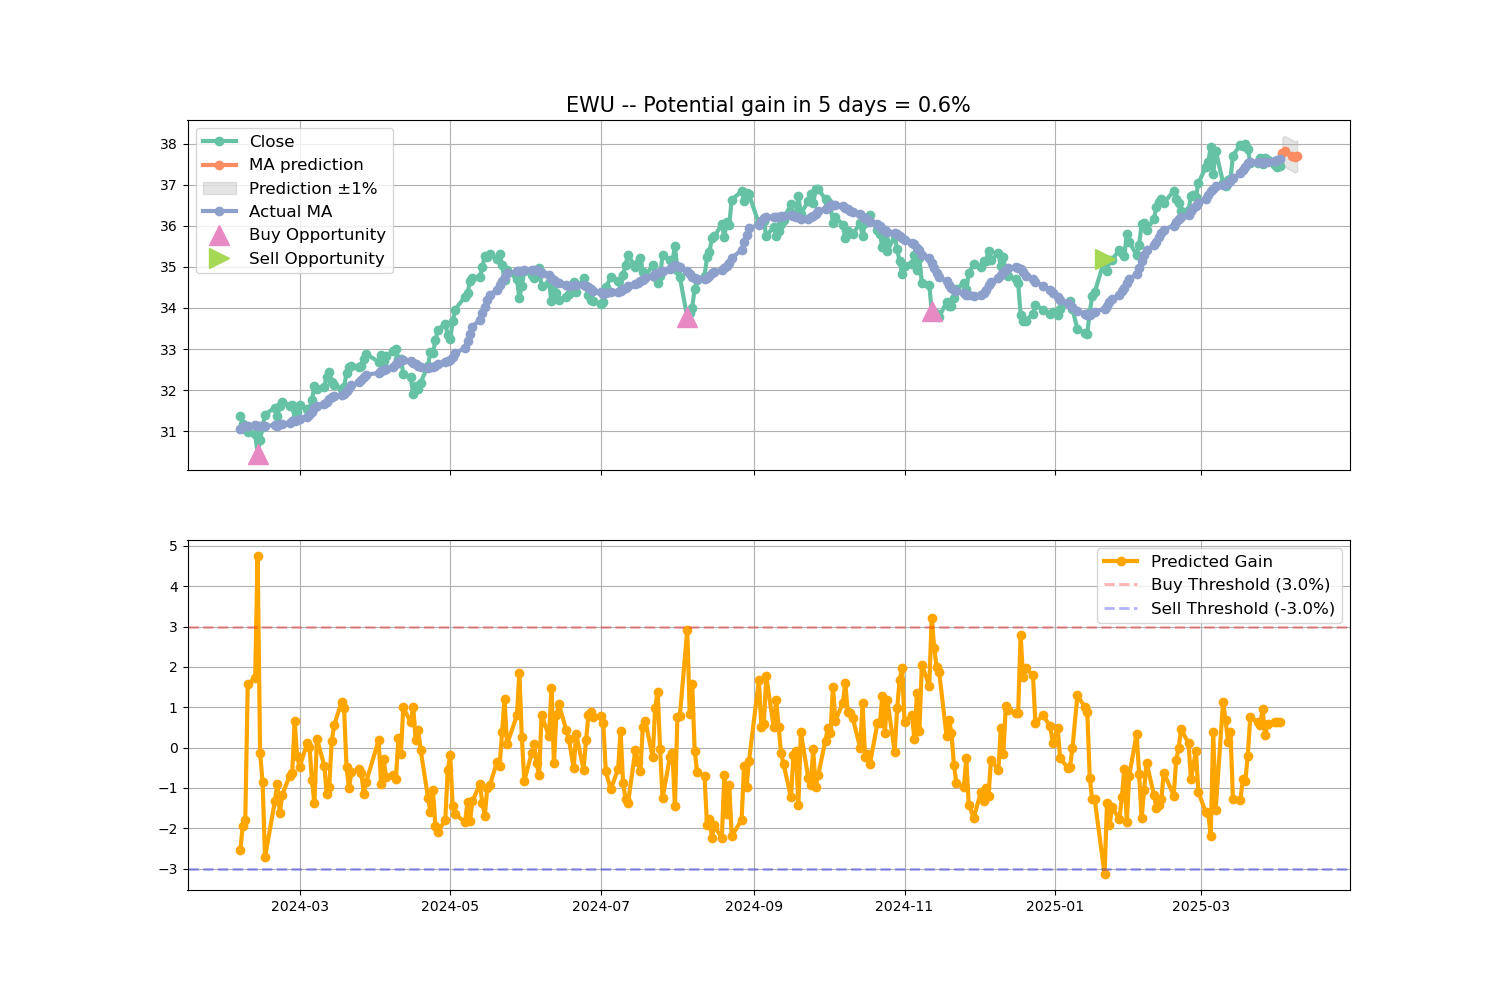 EWU -- Potential gain in 5 days = 0.6%
38
37
36
35
34
33
32
31
Close
MA prediction
Prediction ±1%
Actual MA
Buy Opportunity
Sell Opportunity
5
4
3
2
1
0
−1
−2
−3
Predicted Gain
Buy Threshold (3.0%)
Sell Threshold (-3.0%)
2024-03
2024-05
2024-07
2024-09
2024-11
2025-01
2025-03